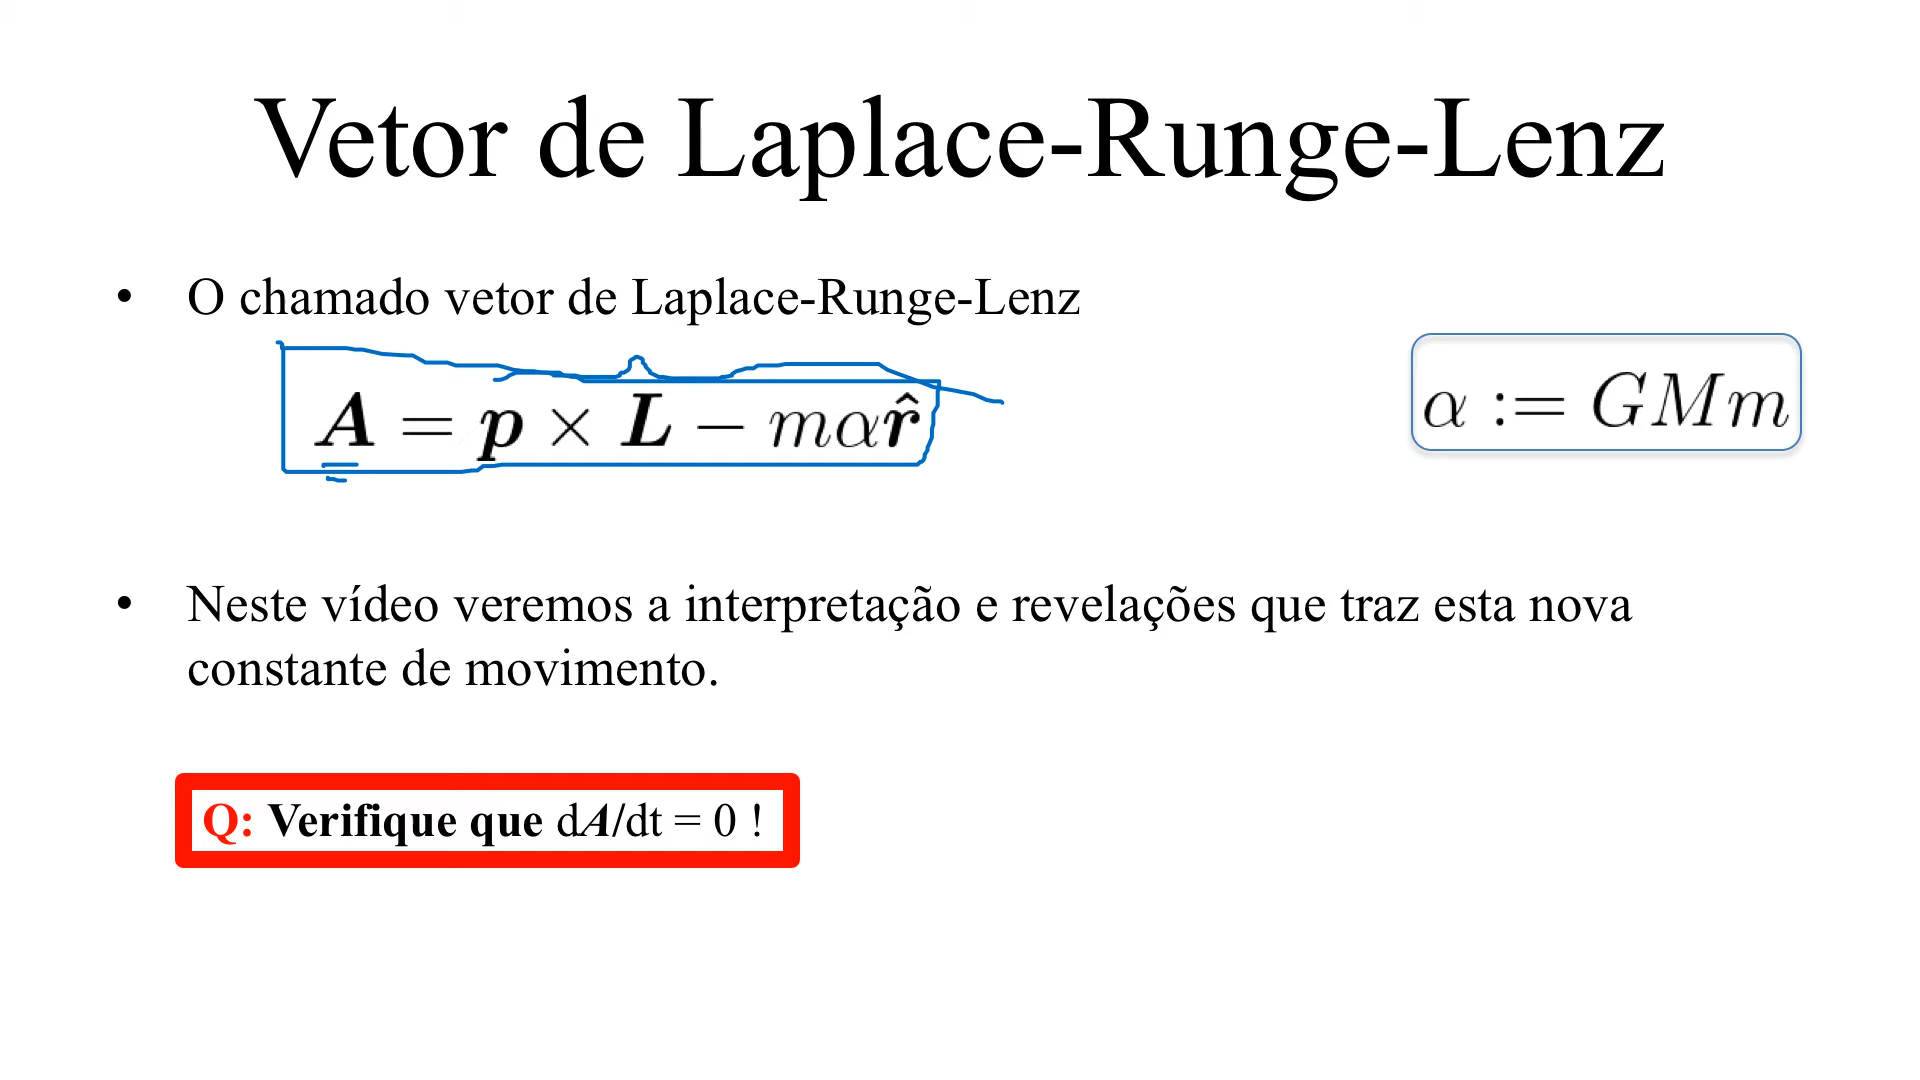 Vetor de Laplace-Runge-Lenz
• O chamado vetor de Laplace-Runge-Lenz
A = p × L − mαr̂
α := GMm
• Neste vídeo veremos a interpretação e revelações que traz esta nova
constante de movimento.
Q: Verifique que dA/dt = 0 !